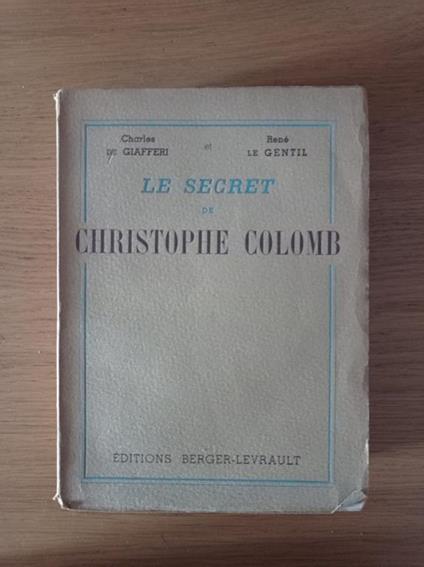 Charles et René
DE GIAFFERI LE GENTIL
LE SECRET
DE
CHRISTOPHE COLOMB
ÉDITIONS BERGER-LEVRAULT